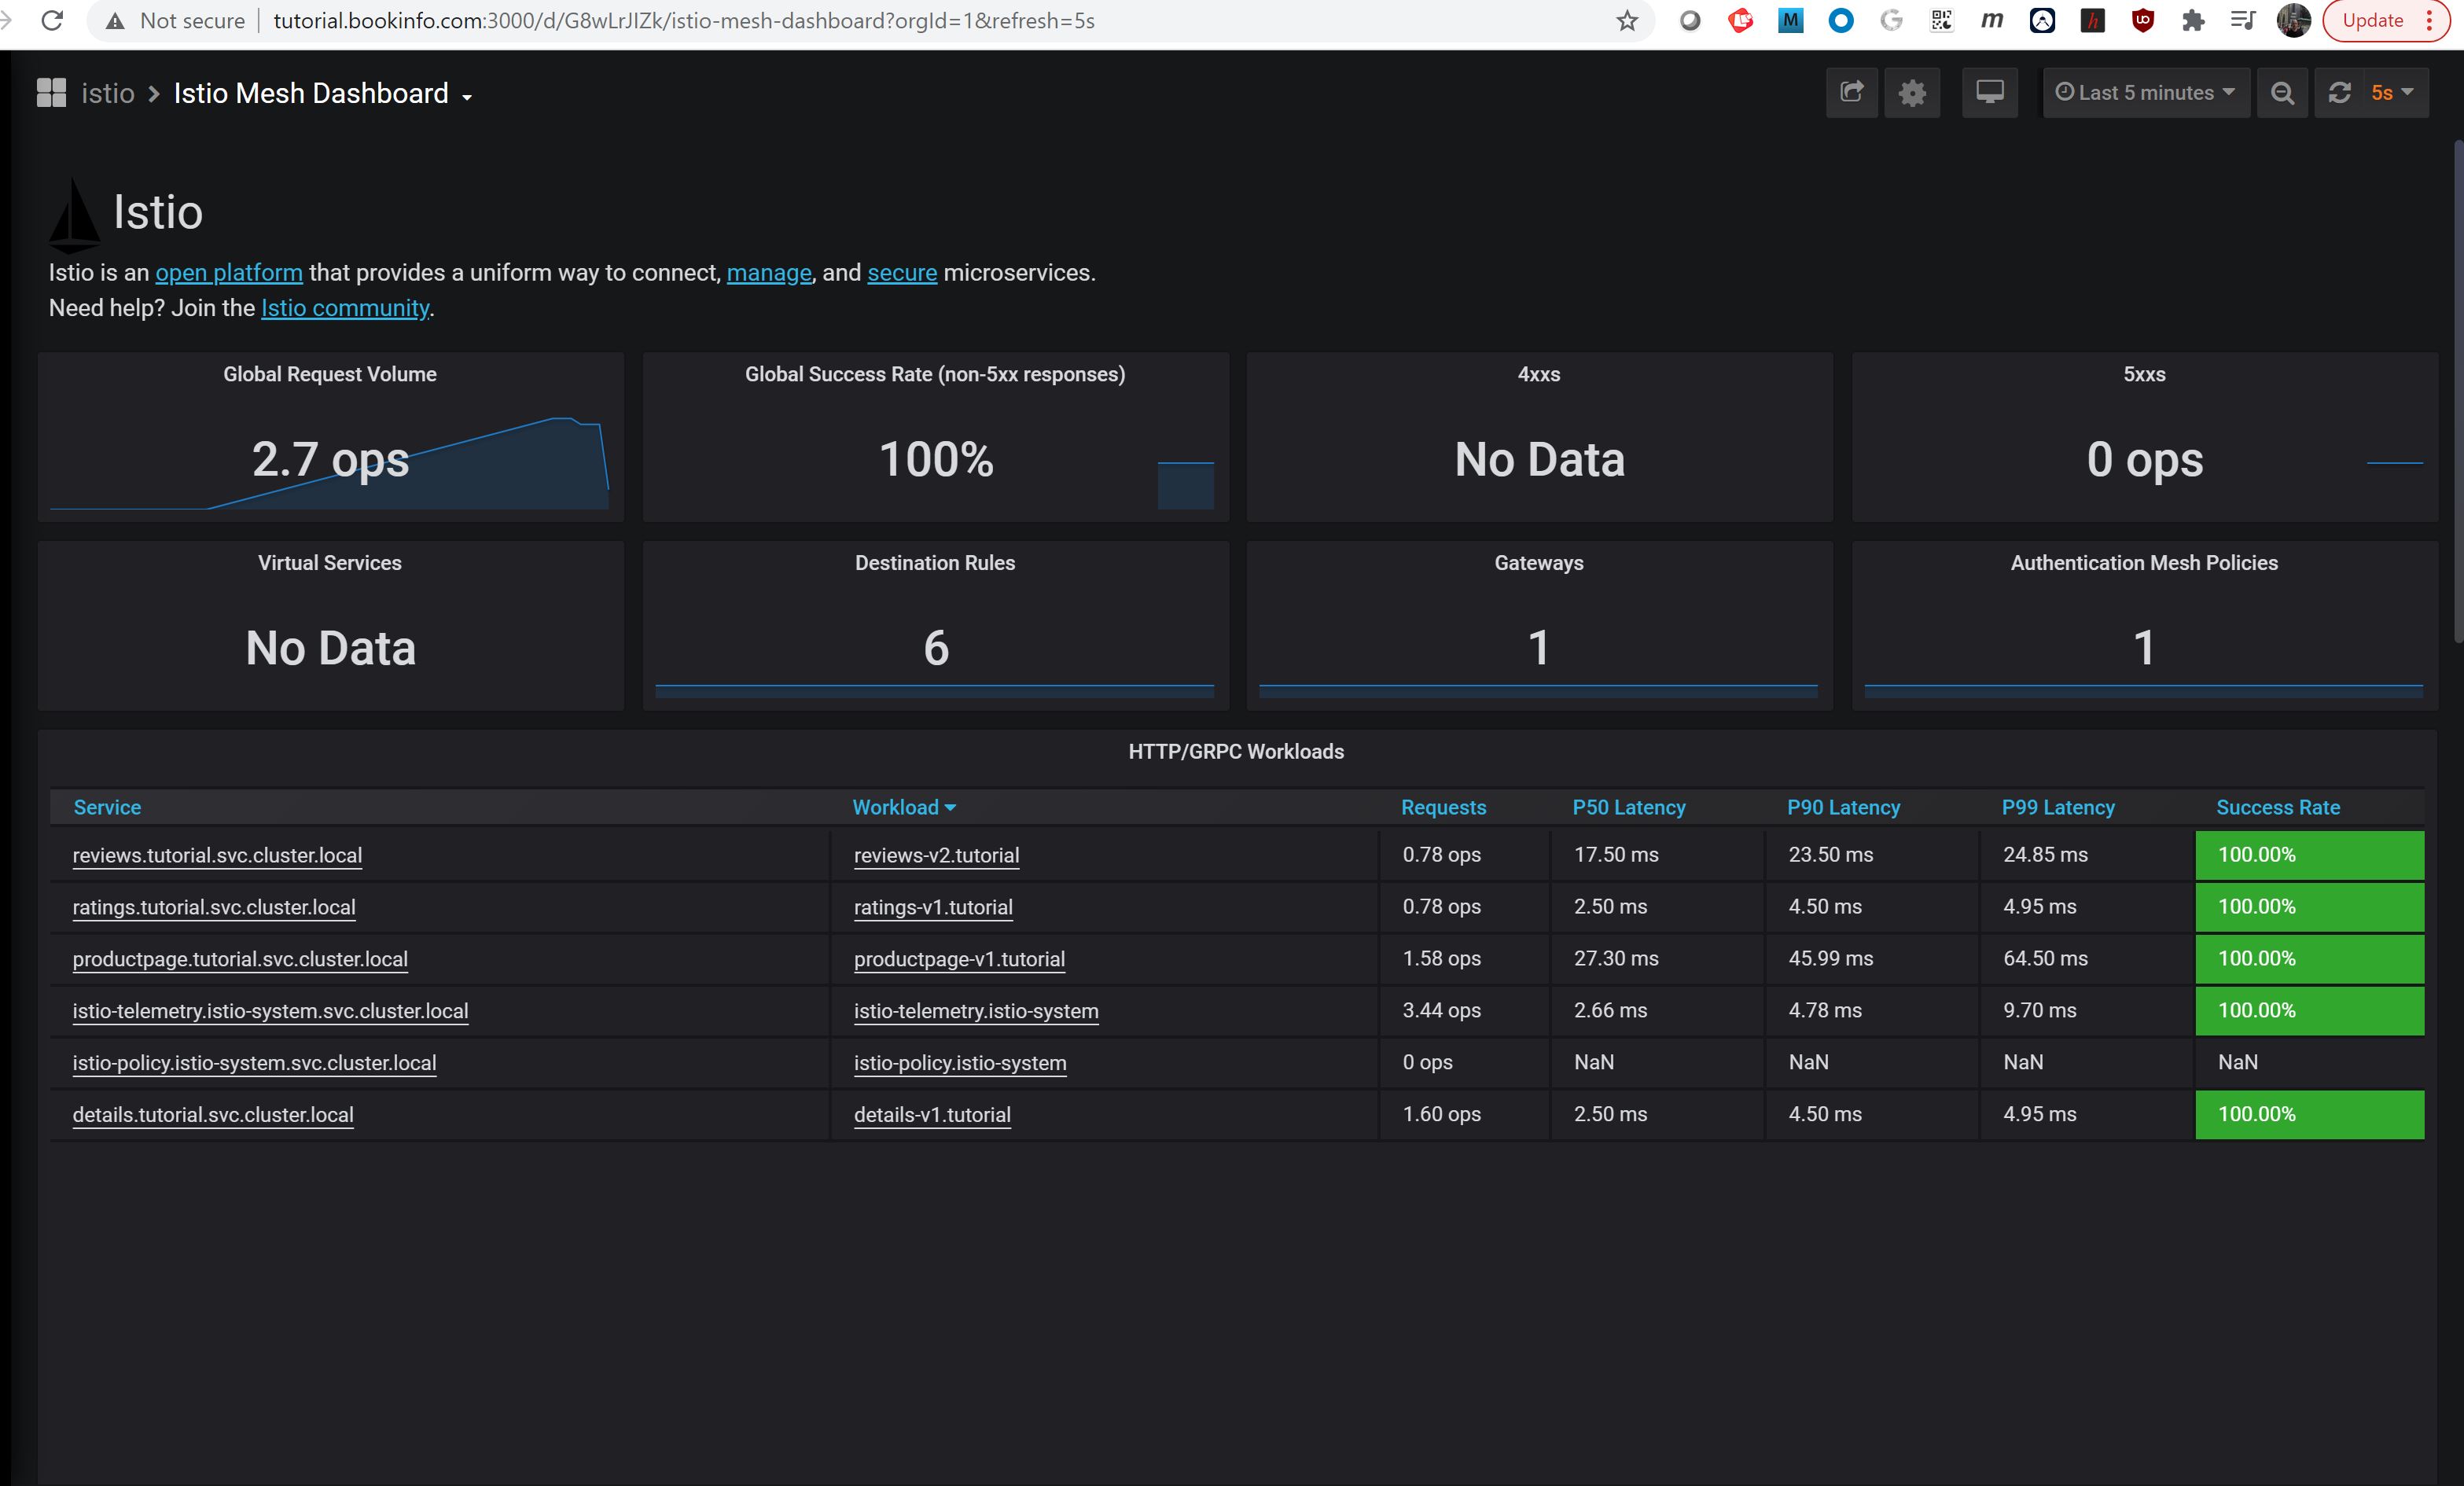 Not secure | tutorial.bookinfo.com:3000/d/G8wLrJIZk/istio-mesh-dashboard?orgId=1&refresh=5s
M
m
h
Update
istio > Istio Mesh Dashboard
Last 5 minutes
5s
Istio
Istio is an open platform that provides a uniform way to connect, manage, and secure microservices.
Need help? Join the Istio community.
Global Request Volume
2.7 ops
Global Success Rate (non-5xx responses)
100%
4xxs
No Data
5xxs
0 ops
Virtual Services
No Data
Destination Rules
6
Gateways
1
Authentication Mesh Policies
1
HTTP/GRPC Workloads
Service Workload Requests P50 Latency P90 Latency P99 Latency Success Rate
reviews.tutorial.svc.cluster.local reviews-v2.tutorial 0.78 ops 17.50 ms 23.50 ms 24.85 ms 100.00%
ratings.tutorial.svc.cluster.local ratings-v1.tutorial 0.78 ops 2.50 ms 4.50 ms 4.95 ms 100.00%
productpage.tutorial.svc.cluster.local productpage-v1.tutorial 1.58 ops 27.30 ms 45.99 ms 64.50 ms 100.00%
istio-telemetry.istio-system.svc.cluster.local istio-telemetry.istio-system 3.44 ops 2.66 ms 4.78 ms 9.70 ms 100.00%
istio-policy.istio-system.svc.cluster.local istio-policy.istio-system 0 ops NaN NaN NaN NaN
details.tutorial.svc.cluster.local details-v1.tutorial 1.60 ops 2.50 ms 4.50 ms 4.95 ms 100.00%